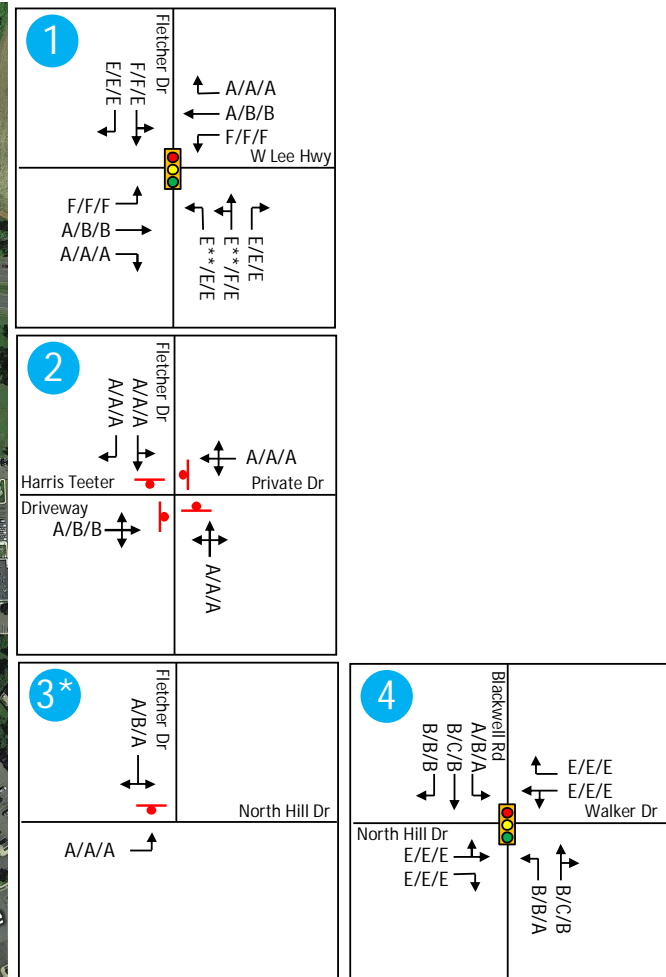 1
Fletcher Dr
E/E/E
F/F/E
A/A/A
A/B/B
F/F/F
W Lee Hwy
F/F/F
A/B/B
A/A/A
E**/E/E
E**/F/E
E/E/E
2
Fletcher Dr
A/A/A
A/A/A
A/A/A
Harris Teeter
Private Dr
Driveway
A/B/B
A/A/A
3*
Fletcher Dr
A/B/A
North Hill Dr
A/A/A
4
Blackwell Rd
B/B/B
B/C/B
A/B/A
E/E/E
E/E/E
Walker Dr
North Hill Dr
E/E/E
E/E/E
B/B/A
B/C/B